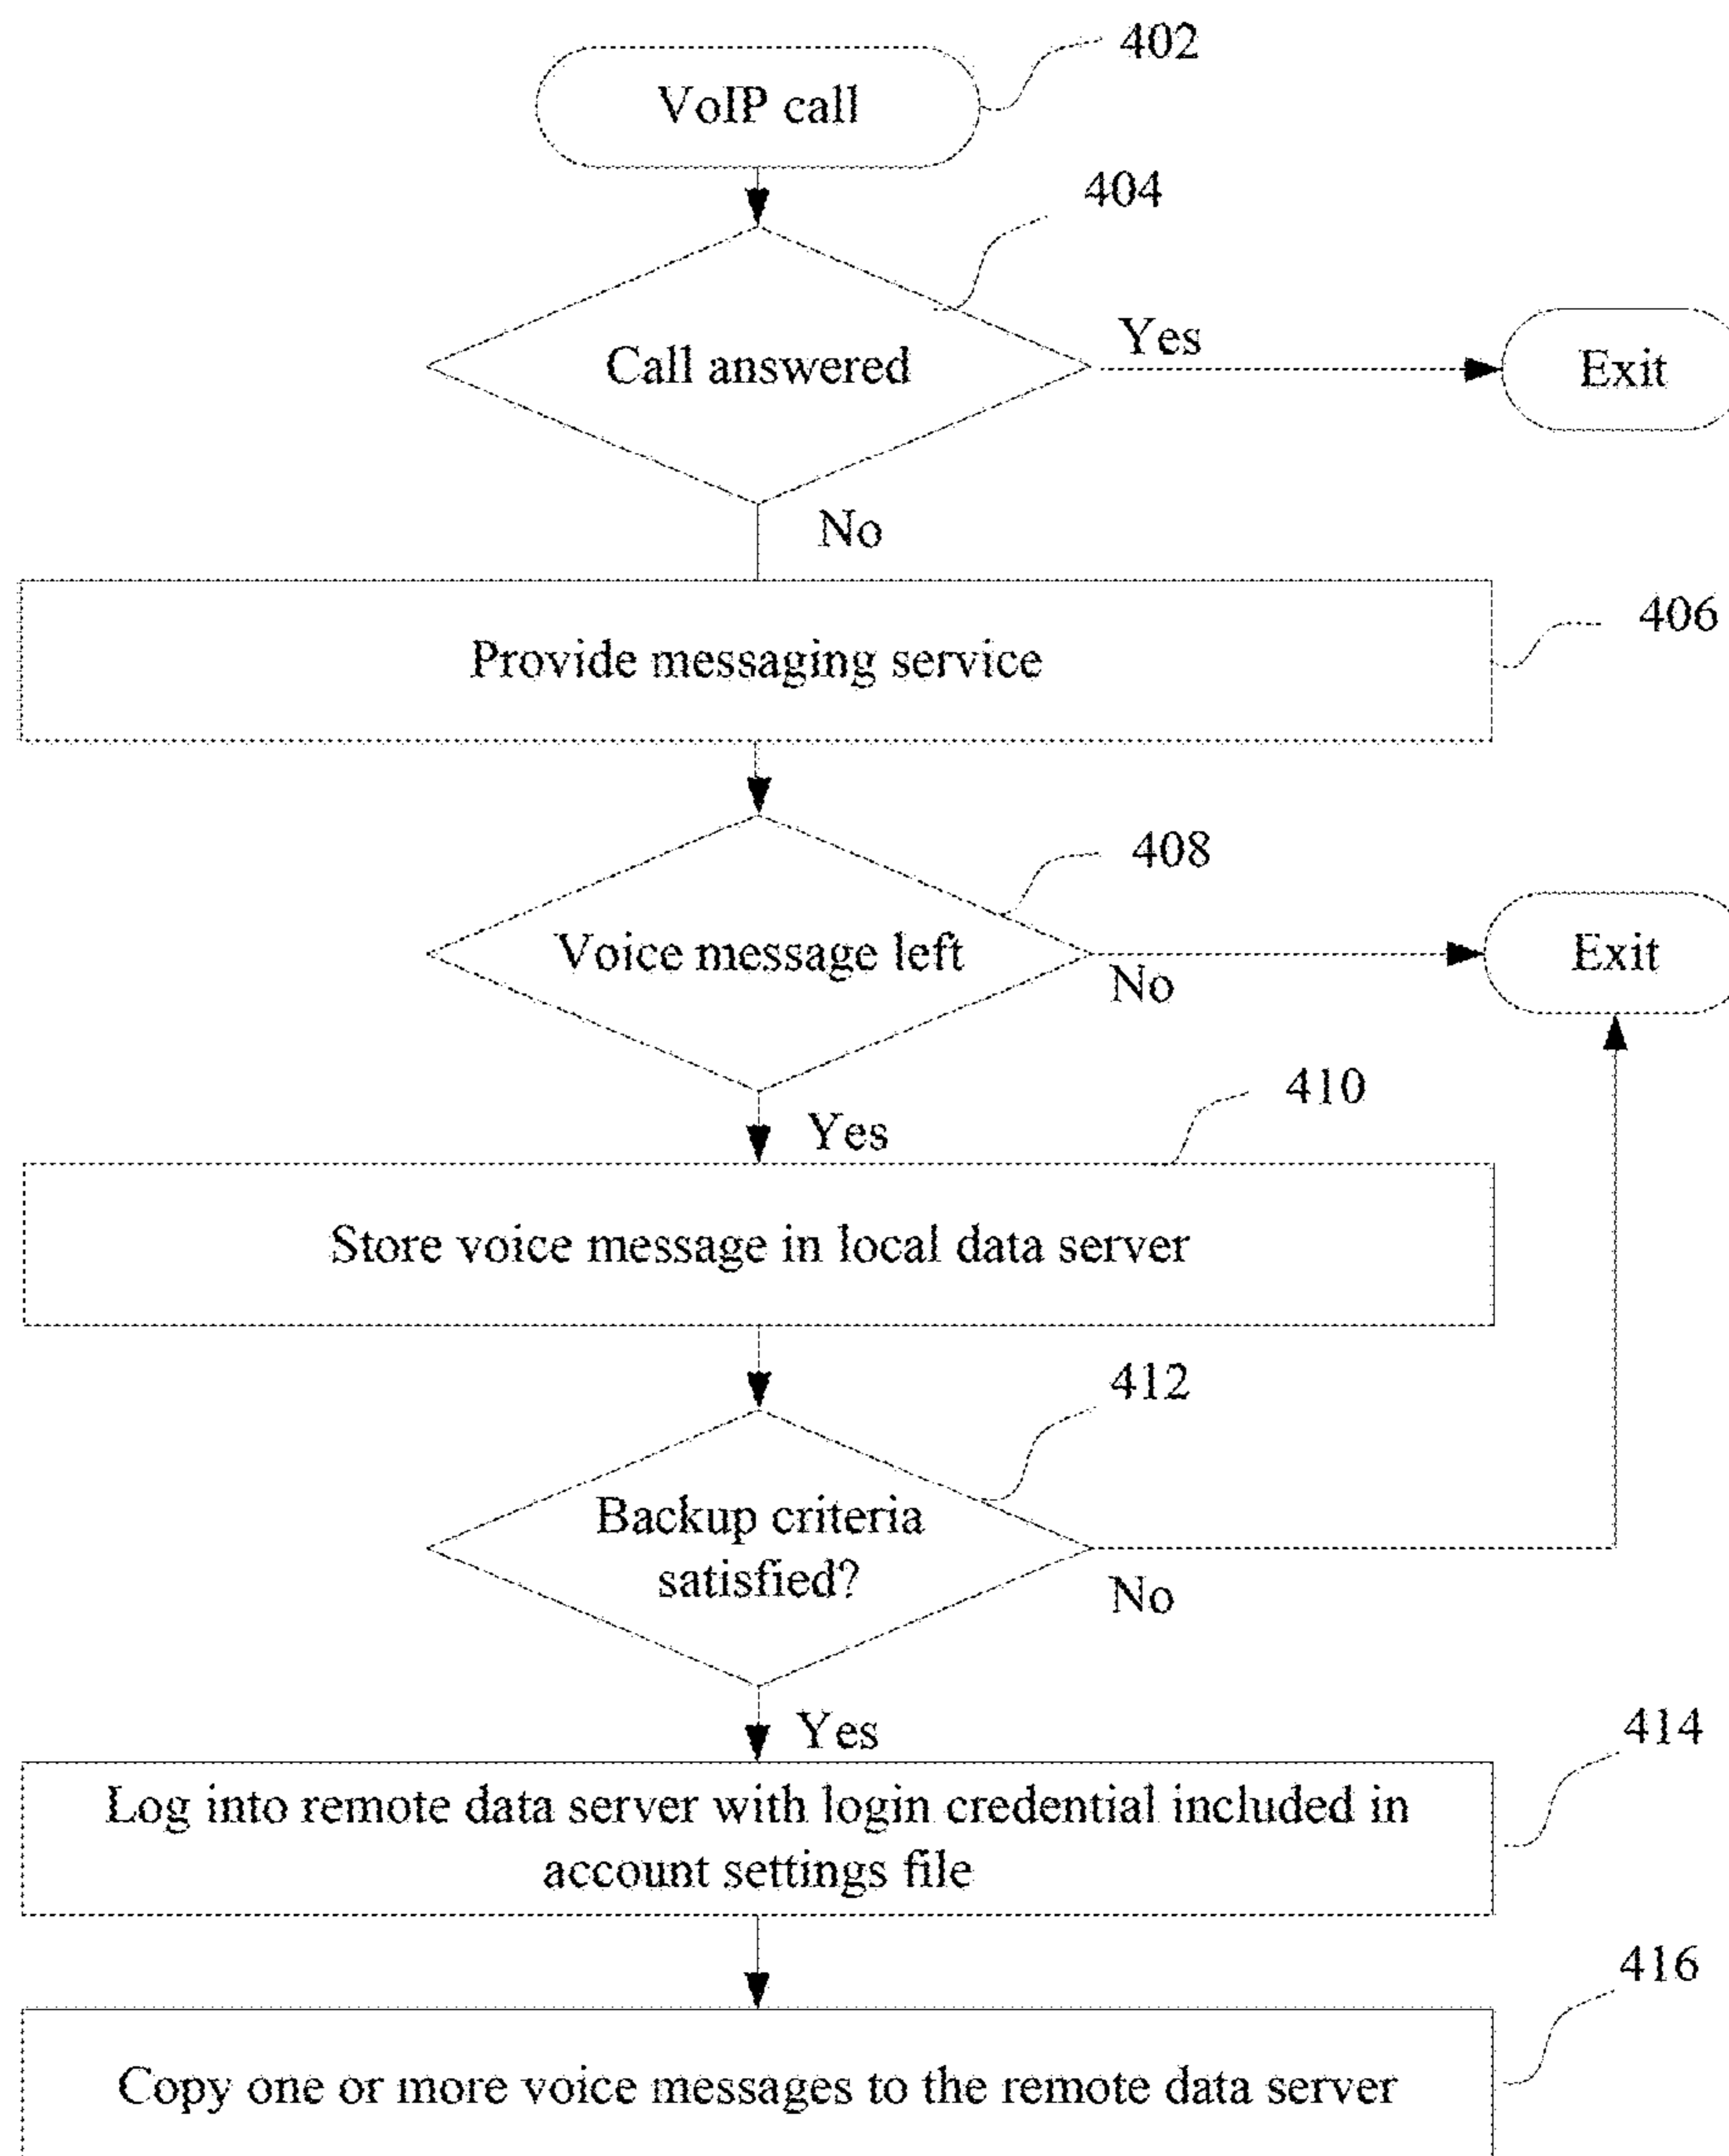 VoIP call
402
404
Call answered
Yes
Exit
No
Provide messaging service
406
408
Voice message left
No
Exit
410
Yes
Store voice message in local data server
412
Backup criteria
satisfied?
No
Yes
414
Log into remote data server with login credential included in
account settings file
416
Copy one or more voice messages to the remote data server